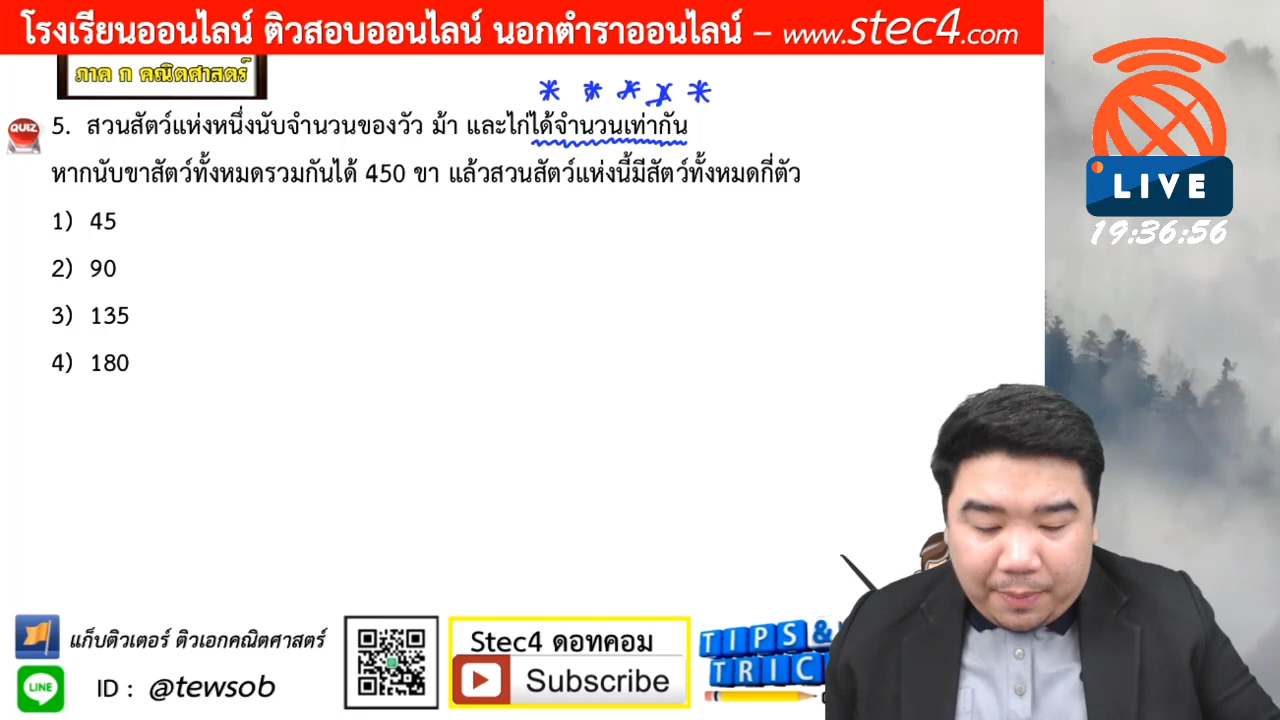 โรงเรียนออนไลน์ ติวสอบออนไลน์ นอกตำราออนไลน์ – www.stec4.com
ภาค ก คณิตศาสตร์
QUIZ
5. สวนสัตว์แห่งหนึ่งนับจำนวนของวัว ม้า และไก่ได้จำนวนเท่ากัน
หากนับขาสัตว์ทั้งหมดรวมกันได้ 450 ขา แล้วสวนสัตว์แห่งนี้มีสัตว์ทั้งหมดกี่ตัว
1) 45
2) 90
3) 135
4) 180
LIVE
19:36:56
แก็บติวเตอร์ ติวเอกคณิตศาสตร์
LINE
ID : @tewsob
Stec4 ดอทคอม
Subscribe
TIPS &
TRIC